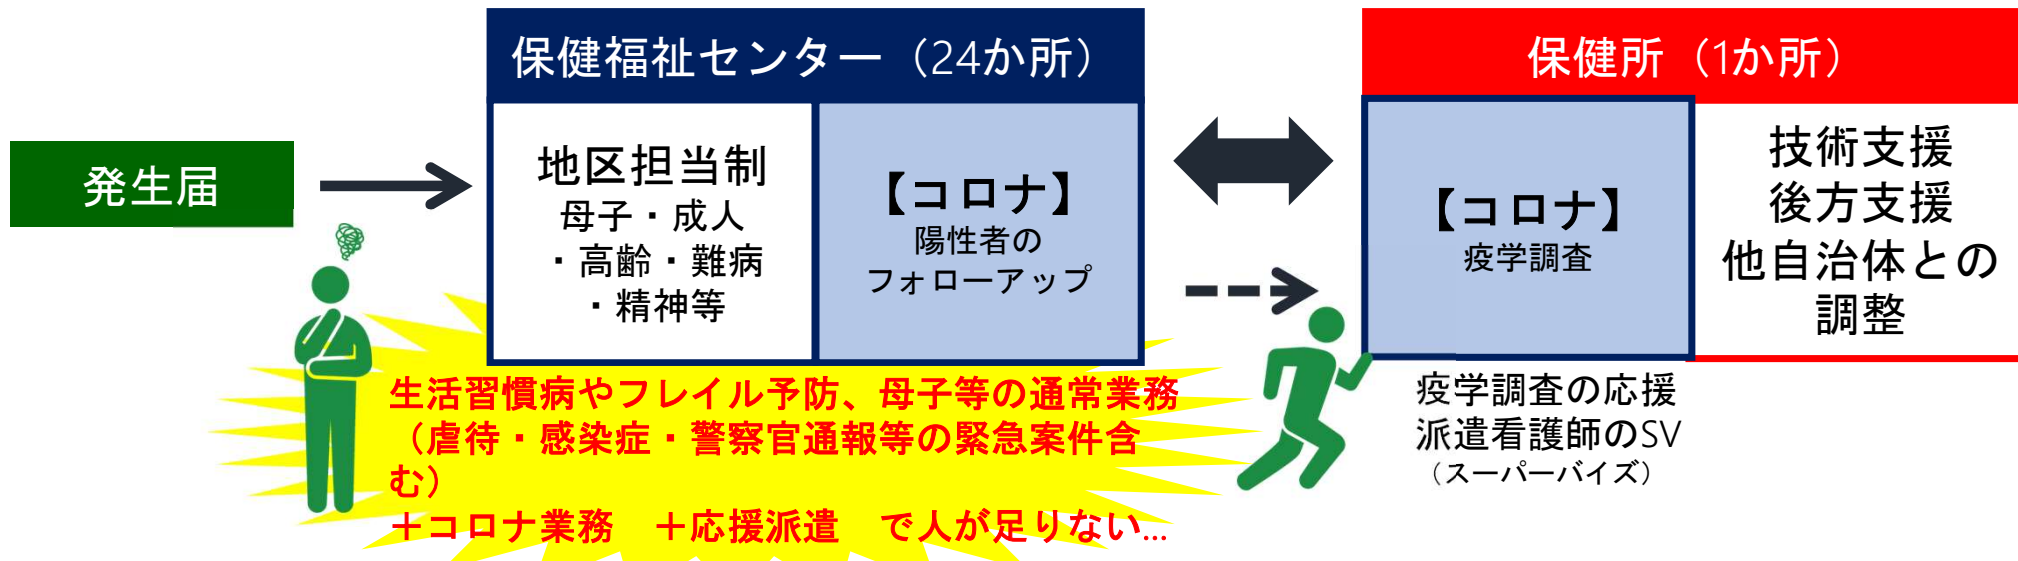 発生届
保健福祉センター（24か所）
地区担当制
母子・成人
・高齢・難病
・精神等
【コロナ】
陽性者の
フォローアップ
保健所（1か所）
【コロナ】
疫学調査
技術支援
後方支援
他自治体との
調整
生活習慣病やフレイル予防、母子等の通常業務
（虐待・感染症・警察官通報等の緊急案件含
む）
＋コロナ業務　＋応援派遣　で人が足りない…
疫学調査の応援
派遣看護師のSV
（スーパーバイズ）